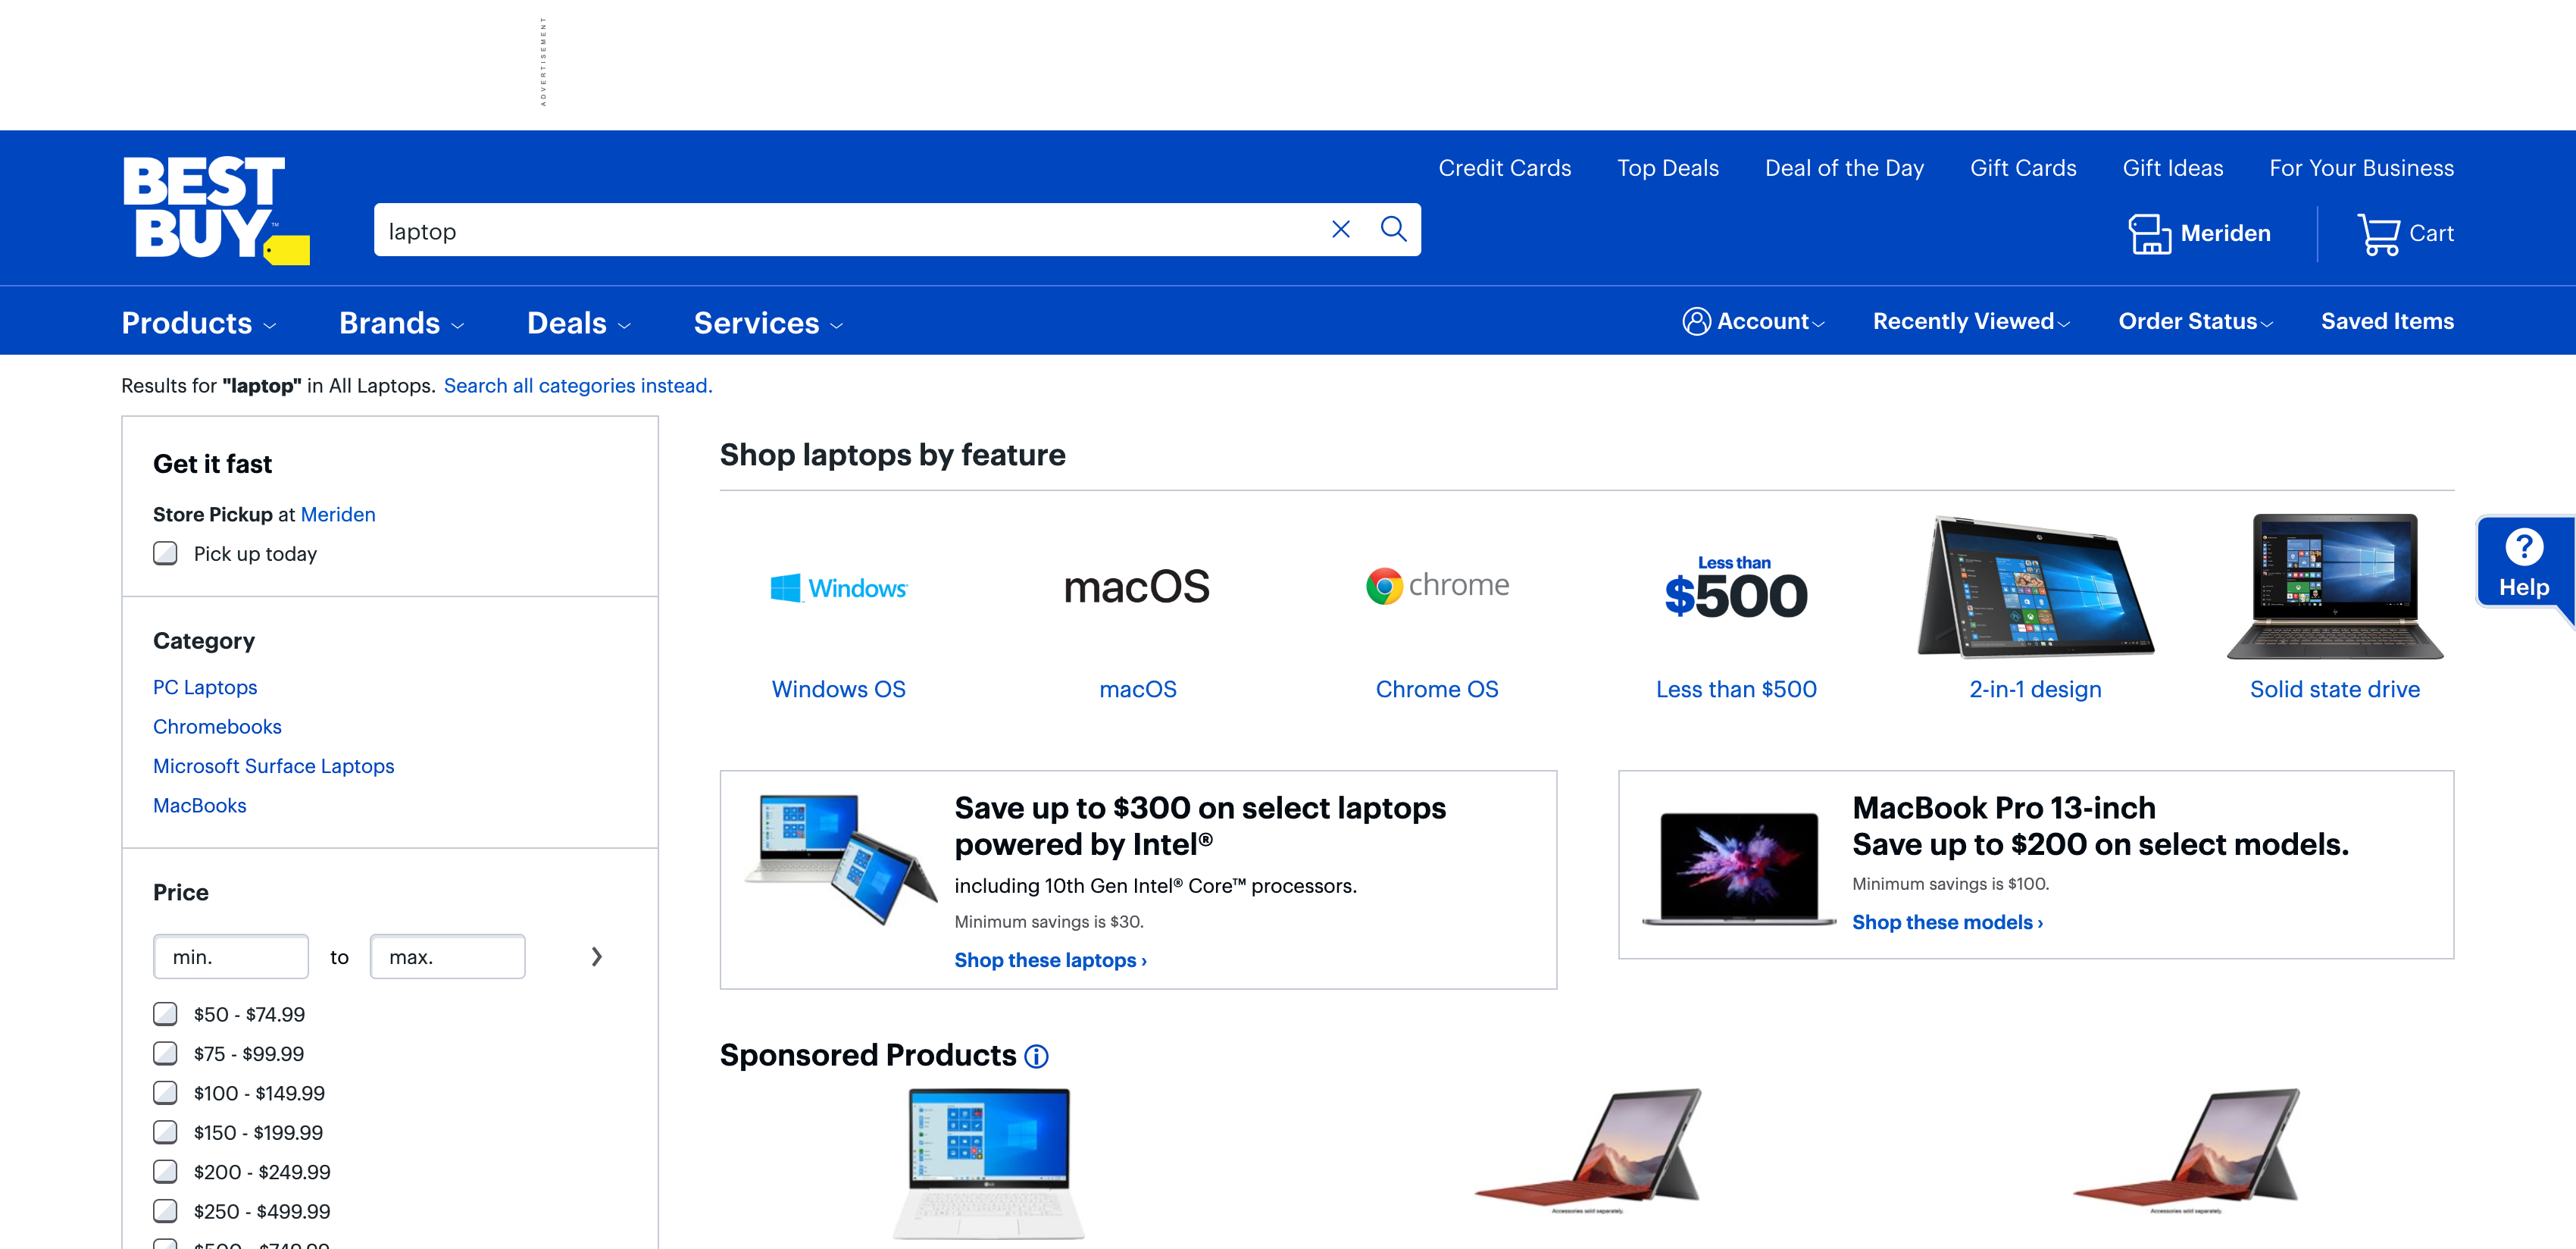 ADVERTISEMENT
BEST
BUY™
Credit Cards Top Deals Deal of the Day Gift Cards Gift Ideas For Your Business
laptop
Meriden
Cart
Products Brands Deals Services
Account Recently Viewed Order Status Saved Items
Results for "laptop" in All Laptops. Search all categories instead.
Get it fast
Store Pickup at Meriden
Pick up today
Category
PC Laptops
Chromebooks
Microsoft Surface Laptops
MacBooks
Price
min. to max.
$50 - $74.99
$75 - $99.99
$100 - $149.99
$150 - $199.99
$200 - $249.99
$250 - $499.99
$500 - $749.99
Shop laptops by feature
Windows
macOS
chrome
Less than
$500
Windows OS
macOS
Chrome OS
Less than $500
2-in-1 design
Solid state drive
?
Help
Save up to $300 on select laptops
powered by Intel®
including 10th Gen Intel® Core™ processors.
Minimum savings is $30.
Shop these laptops ›
MacBook Pro 13-inch
Save up to $200 on select models.
Minimum savings is $100.
Shop these models ›
Sponsored Products
Accessories sold separately.
Accessories sold separately.